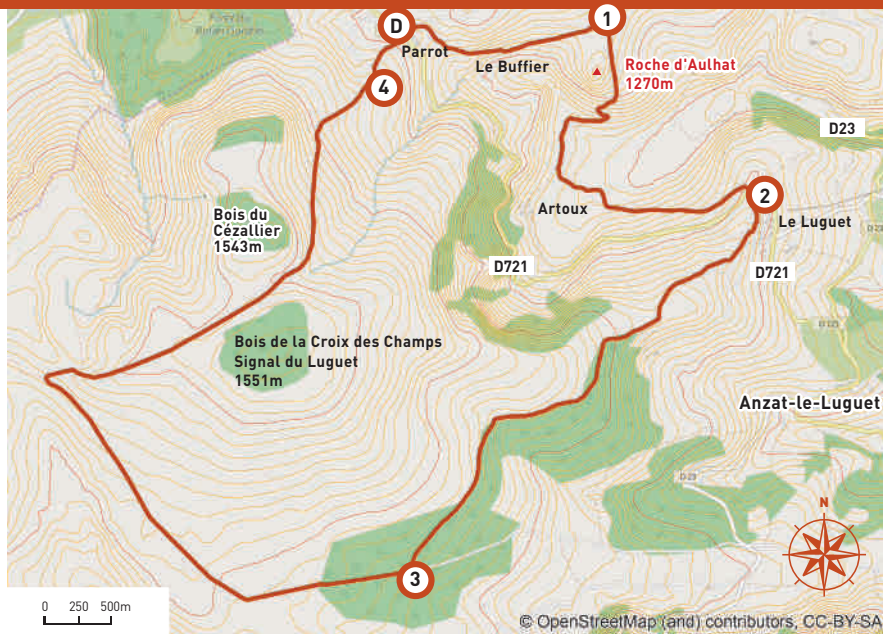 D
1
Parrot
Le Buffier
Roche d'Aulhat
1270m
4
D23
2
Bois du
Cézallier
1543m
Artoux
Le Luguet
D721
D721
Bois de la Croix des Champs
Signal du Luguet
1551m
Anzat-le-Luguet
D 23
N
3
0 250 500m
© OpenStreetMap (and) contributors, CC-BY-SA